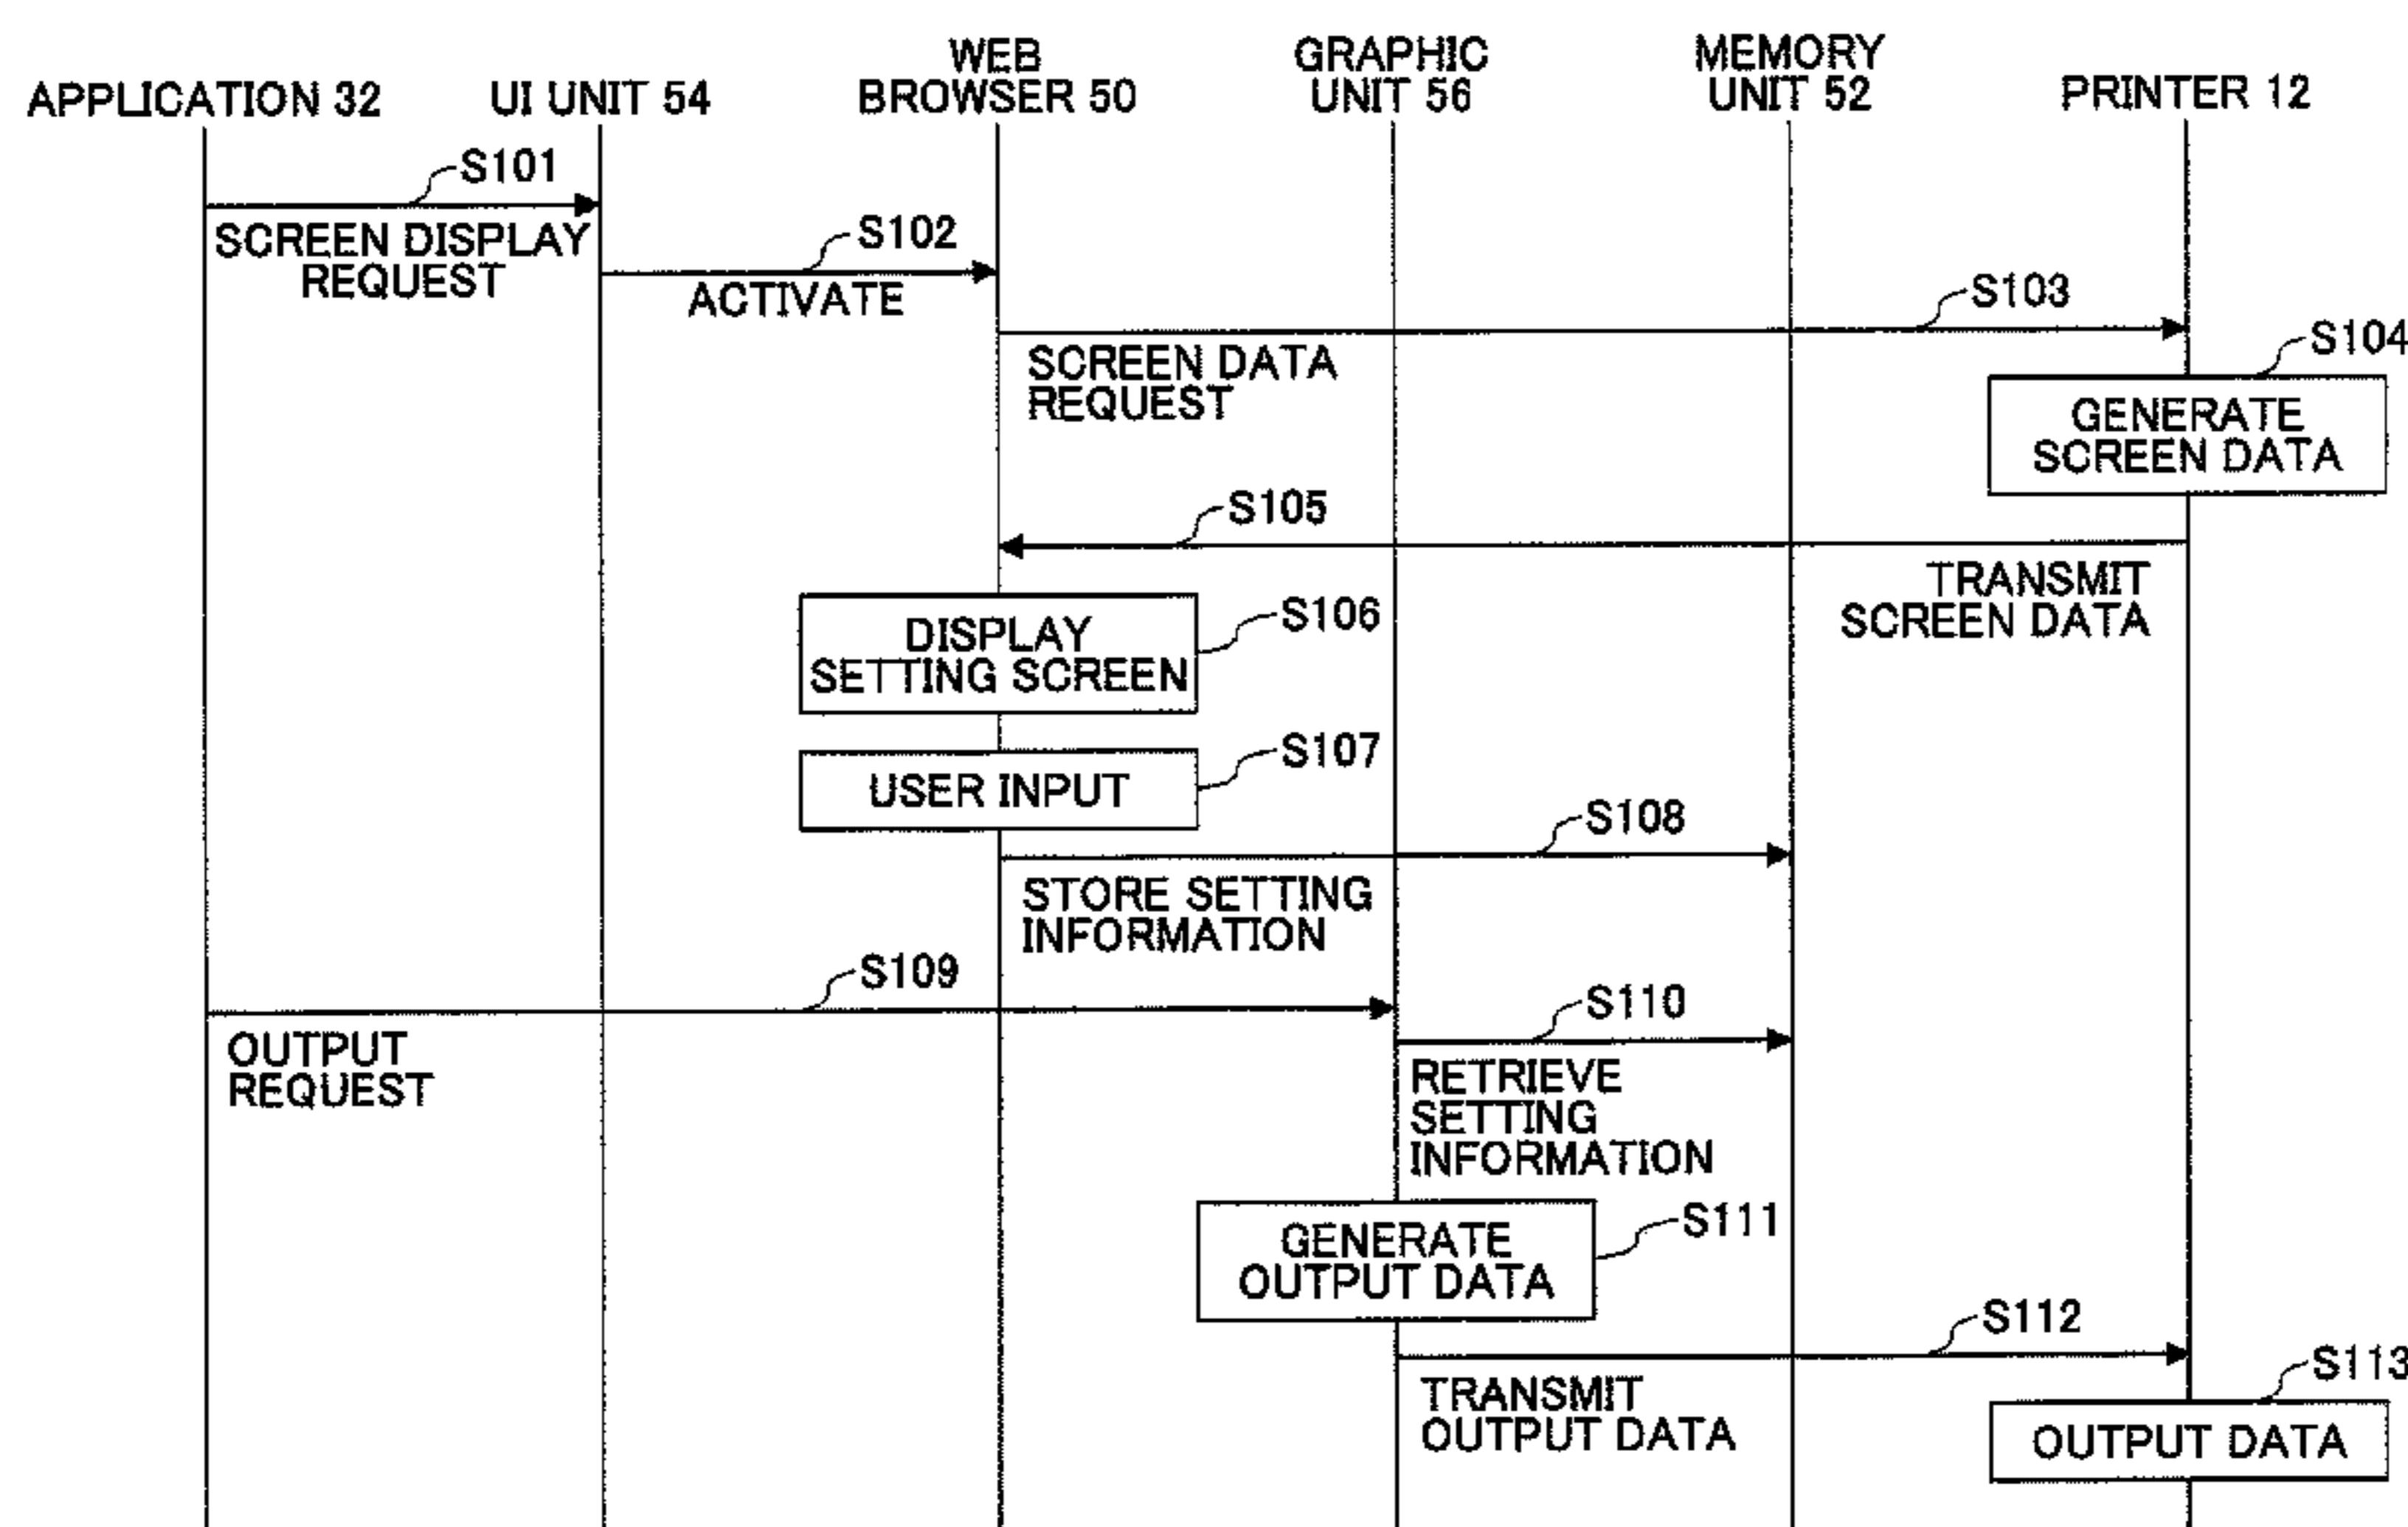 WEB
BROWSER 50
GRAPHIC
UNIT 56
MEMORY
UNIT 52
APPLICATION 32
UI UNIT 54
PRINTER 12
S101
SCREEN DISPLAY
REQUEST
S102
ACTIVATE
S103
SCREEN DATA
REQUEST
S104
GENERATE
SCREEN DATA
S105
TRANSMIT
SCREEN DATA
S106
DISPLAY
SETTING SCREEN
S107
USER INPUT
S108
STORE SETTING
INFORMATION
S109
OUTPUT
REQUEST
S110
RETRIEVE
SETTING
INFORMATION
S111
GENERATE
OUTPUT DATA
S112
TRANSMIT
OUTPUT DATA
S113
OUTPUT DATA